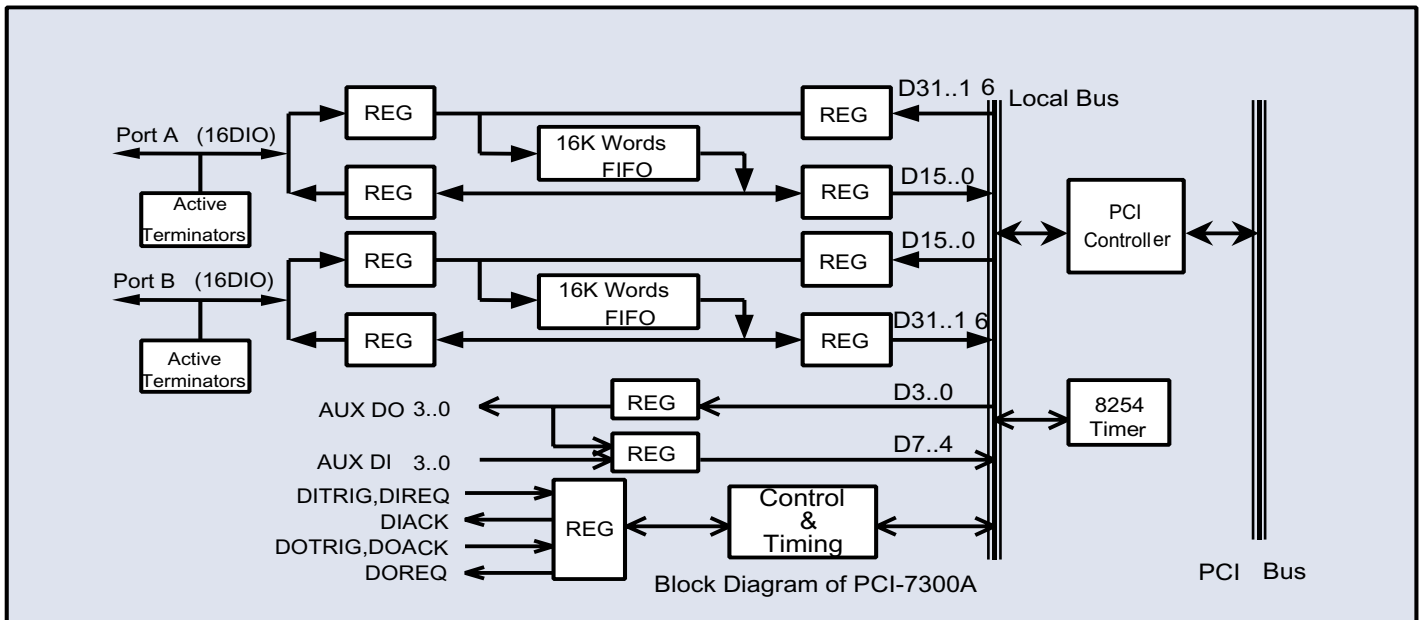 REG
REG
D31..1 6
Local Bus
Port A (16DIO)
16K Words
FIFO
REG
REG
D15..0
Active
Terminators
PCI
Controller
REG
REG
D15..0
Port B (16DIO)
16K Words
FIFO
REG
REG
D31..1 6
Active
Terminators
AUX DO 3..0
REG
D3..0
8254
Timer
AUX DI 3..0
REG
D7..4
DITRIG,DIREQ
DIACK
DOTRIG,DOACK
DOREQ
REG
Control
&
Timing
Block Diagram of PCI-7300A
PCI Bus